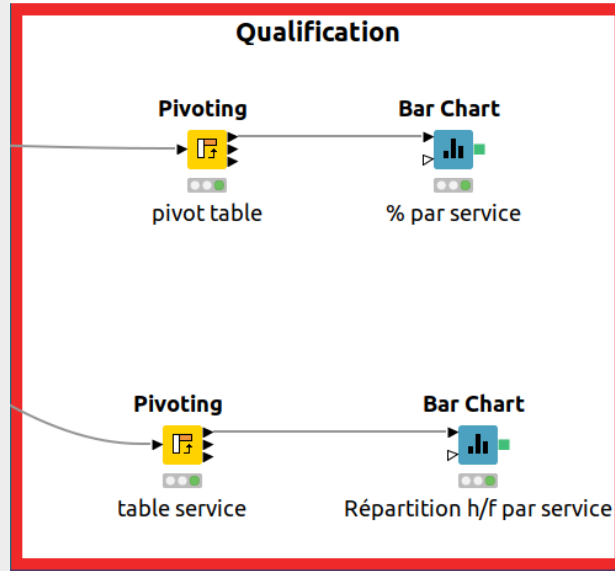 Qualification
Pivoting
Bar Chart
pivot table
% par service
Pivoting
Bar Chart
table service
Répartition h/f par service